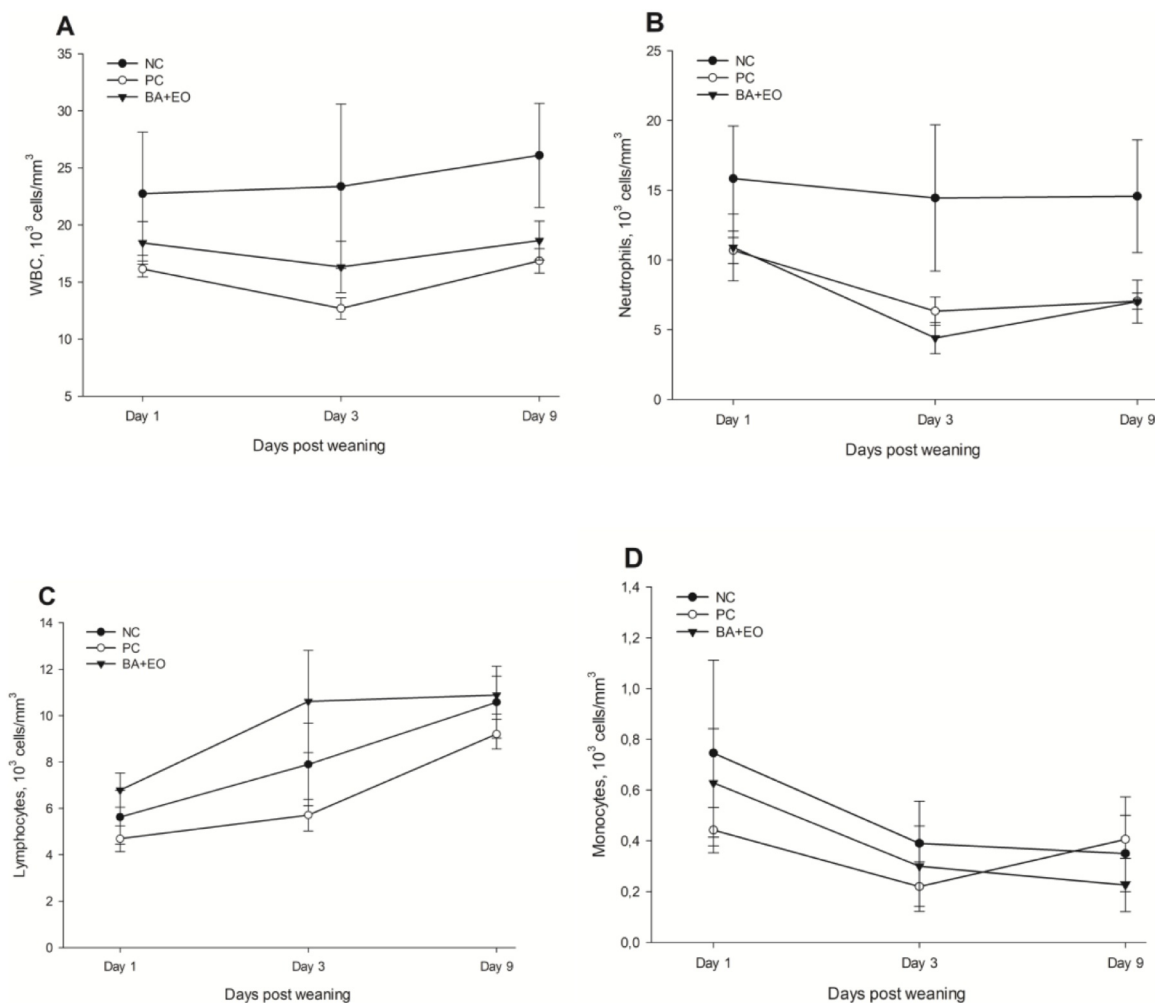 A
WBC, 10³ cells/mm³
35
30
25
20
15
10
5
NC
PC
BA+EO
Day 1
Day 3
Day 9
Days post weaning
B
Neutrophils, 10³ cells/mm³
25
20
15
10
5
0
NC
PC
BA+EO
Day 1
Day 3
Day 9
Days post weaning
C
Lymphocytes, 10³ cells/mm³
14
12
10
8
6
4
2
0
NC
PC
BA+EO
Day 1
Day 3
Day 9
Days post weaning
D
Monocytes, 10³ cells/mm³
1,4
1,2
1,0
0,8
0,6
0,4
0,2
0,0
NC
PC
BA+EO
Day 1
Day 3
Day 9
Days post weaning